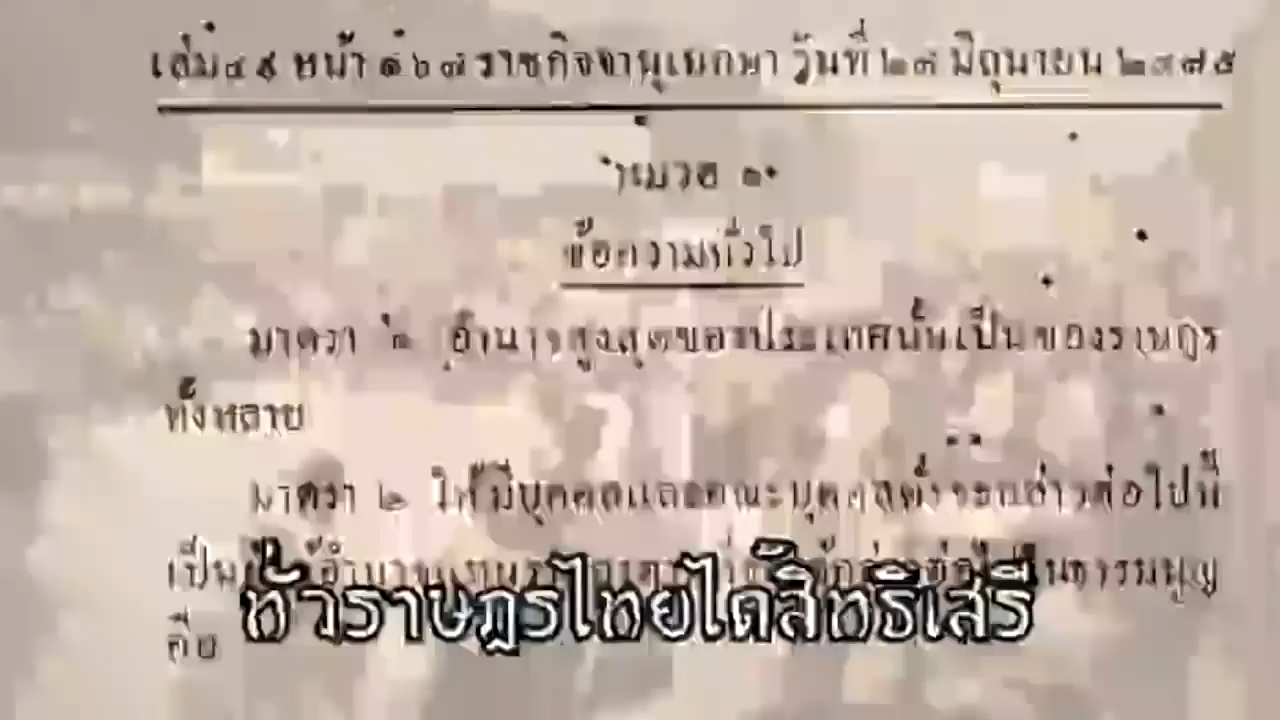 เล่ม ๔๙ หน้า ๑๖๗ ราชกิจจานุเบกษา วันที่ ๒๗ มิถุนายน ๒๔๗๕
หมวด ๑
ข้อความทั่วไป
มาตรา ๑ อำนาจสูงสุดของประเทศนั้นเป็นของราษฎร
ทั้งหลาย
มาตรา ๒ ให้มีบุคคลและคณะบุคคลดั่งจะกล่าวต่อไปนี้
เป็น
คือ
ทั่วราษฎรไทยได้สิทธิเสรี